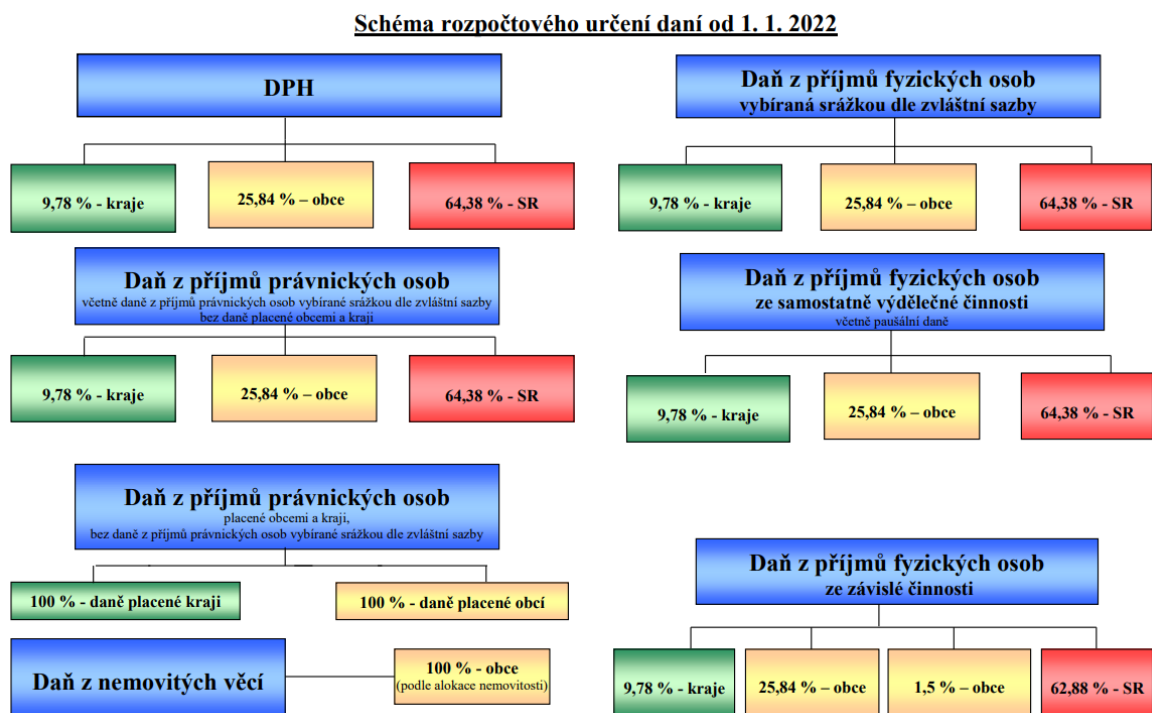 Schéma rozpočtového určení daní od 1. 1. 2022
DPH
9,78 % - kraje
25,84 % – obce
64,38 % - SR
Daň z příjmů fyzických osob
vybíraná srážkou dle zvláštní sazby
9,78 % - kraje
25,84 % – obce
64,38 % - SR
Daň z příjmů právnických osob
včetně daně z příjmů právnických osob vybírané srážkou dle zvláštní sazby
bez daně placené obcemi a kraji
9,78 % - kraje
25,84 % – obce
64,38 % - SR
Daň z příjmů fyzických osob
ze samostatně výdělečné činnosti
včetně paušální daně
9,78 % - kraje
25,84 % – obce
64,38 % - SR
Daň z příjmů právnických osob
placené obcemi a kraji,
bez daně z příjmů právnických osob vybírané srážkou dle zvláštní sazby
100 % - daně placené kraji
100 % - daně placené obcí
Daň z nemovitých věcí
100 % - obce
(podle alokace nemovitosti)
Daň z příjmů fyzických osob
ze závislé činnosti
9,78 % - kraje
25,84 % – obce
1,5 % – obce
62,88 % - SR